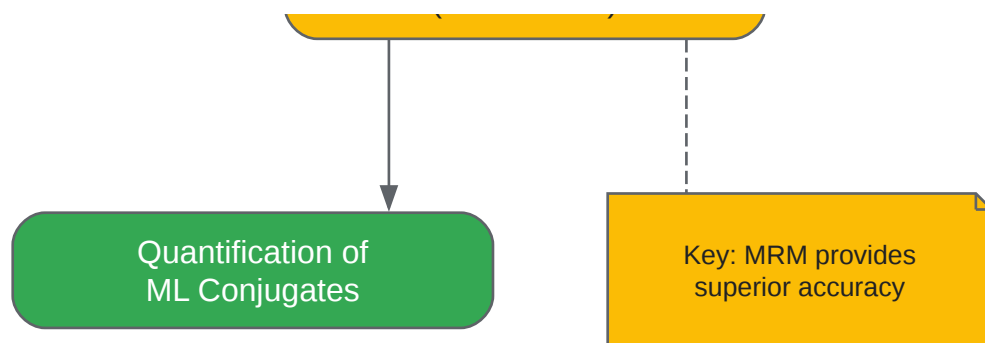 Quantification of
ML Conjugates
Key: MRM provides
superior accuracy